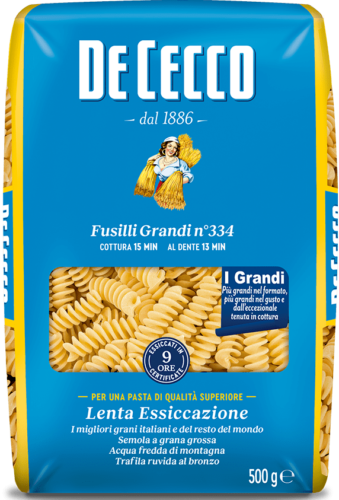 DE CECCO
dal 1886
Fusilli Grandi n°334
COTTURA 15 MIN AL DENTE 13 MIN
I Grandi
Più grandi nel formato,
più grandi nel gusto e
dall'eccezionale
tenuta in cottura
ESSICCATI IN
9
ORE
CERTIFICATE
PER UNA PASTA DI QUALITÀ SUPERIORE
Lenta Essiccazione
I migliori grani italiani e del resto del mondo
Semola a grana grossa
Acqua fredda di montagna
Trafila ruvida al bronzo
500 g e